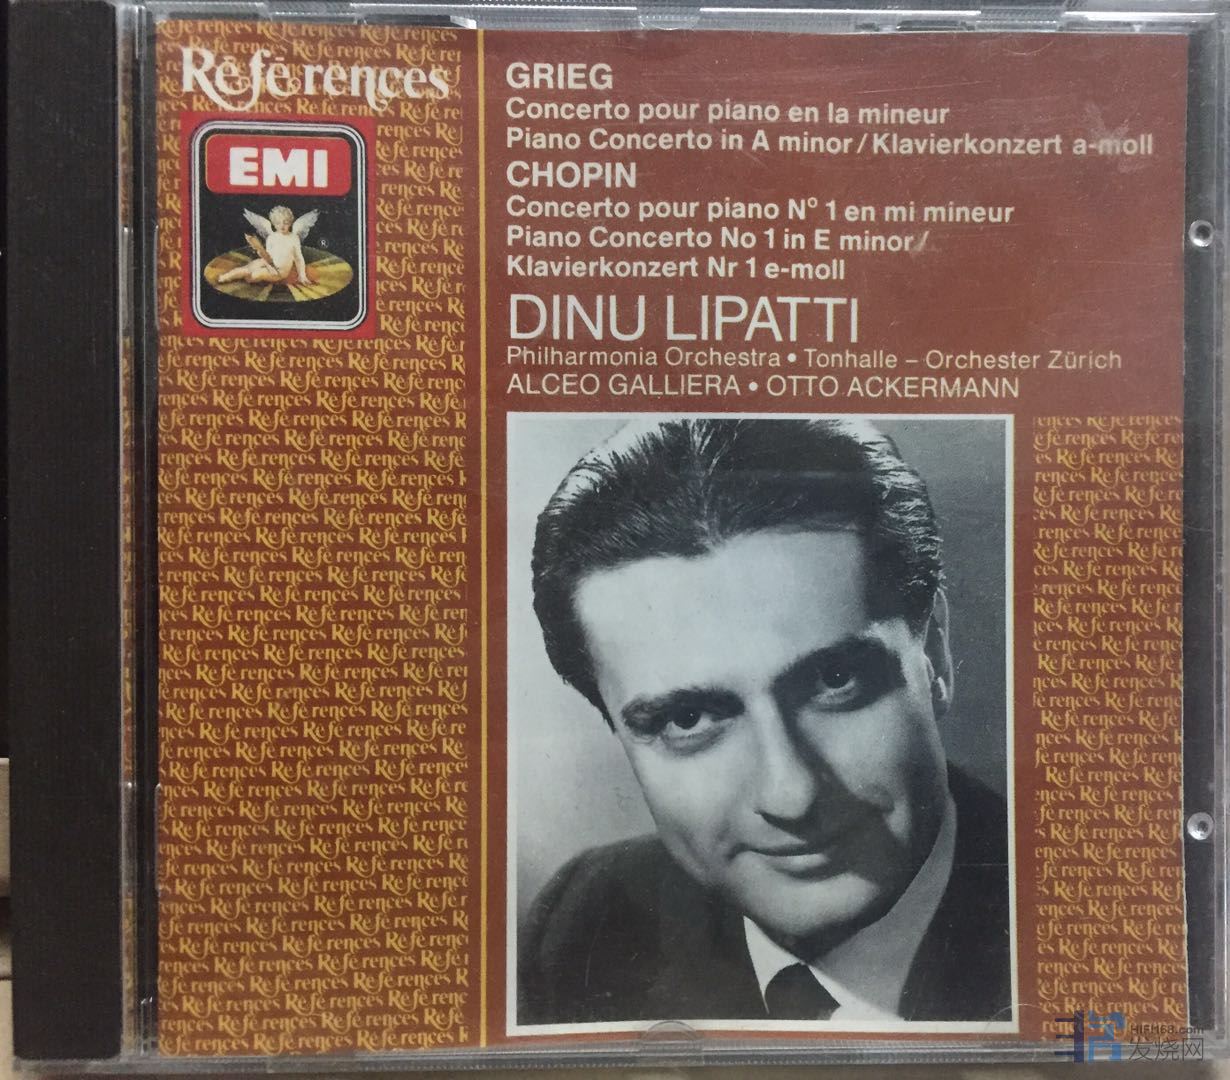 Références
EMI
®
GRIEG
Concerto pour piano en la mineur
Piano Concerto in A minor / Klavierkonzert a-moll
CHOPIN
Concerto pour piano Nº 1 en mi mineur
Piano Concerto No 1 in E minor /
Klavierkonzert Nr 1 e-moll
DINU LIPATTI
Philharmonia Orchestra • Tonhalle – Orchester Zürich
ALCEO GALLIERA • OTTO ACKERMANN
HIFI168.com
发烧网